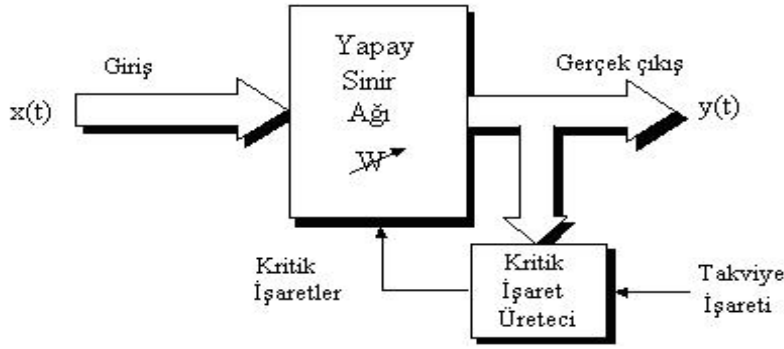 Yapay
Sinir
Ağı
W
Giriş
x(t)
Gerçek çıkış
y(t)
Kritik
İşaretler
Kritik
İşaret
Üreteci
Takviye
İşareti